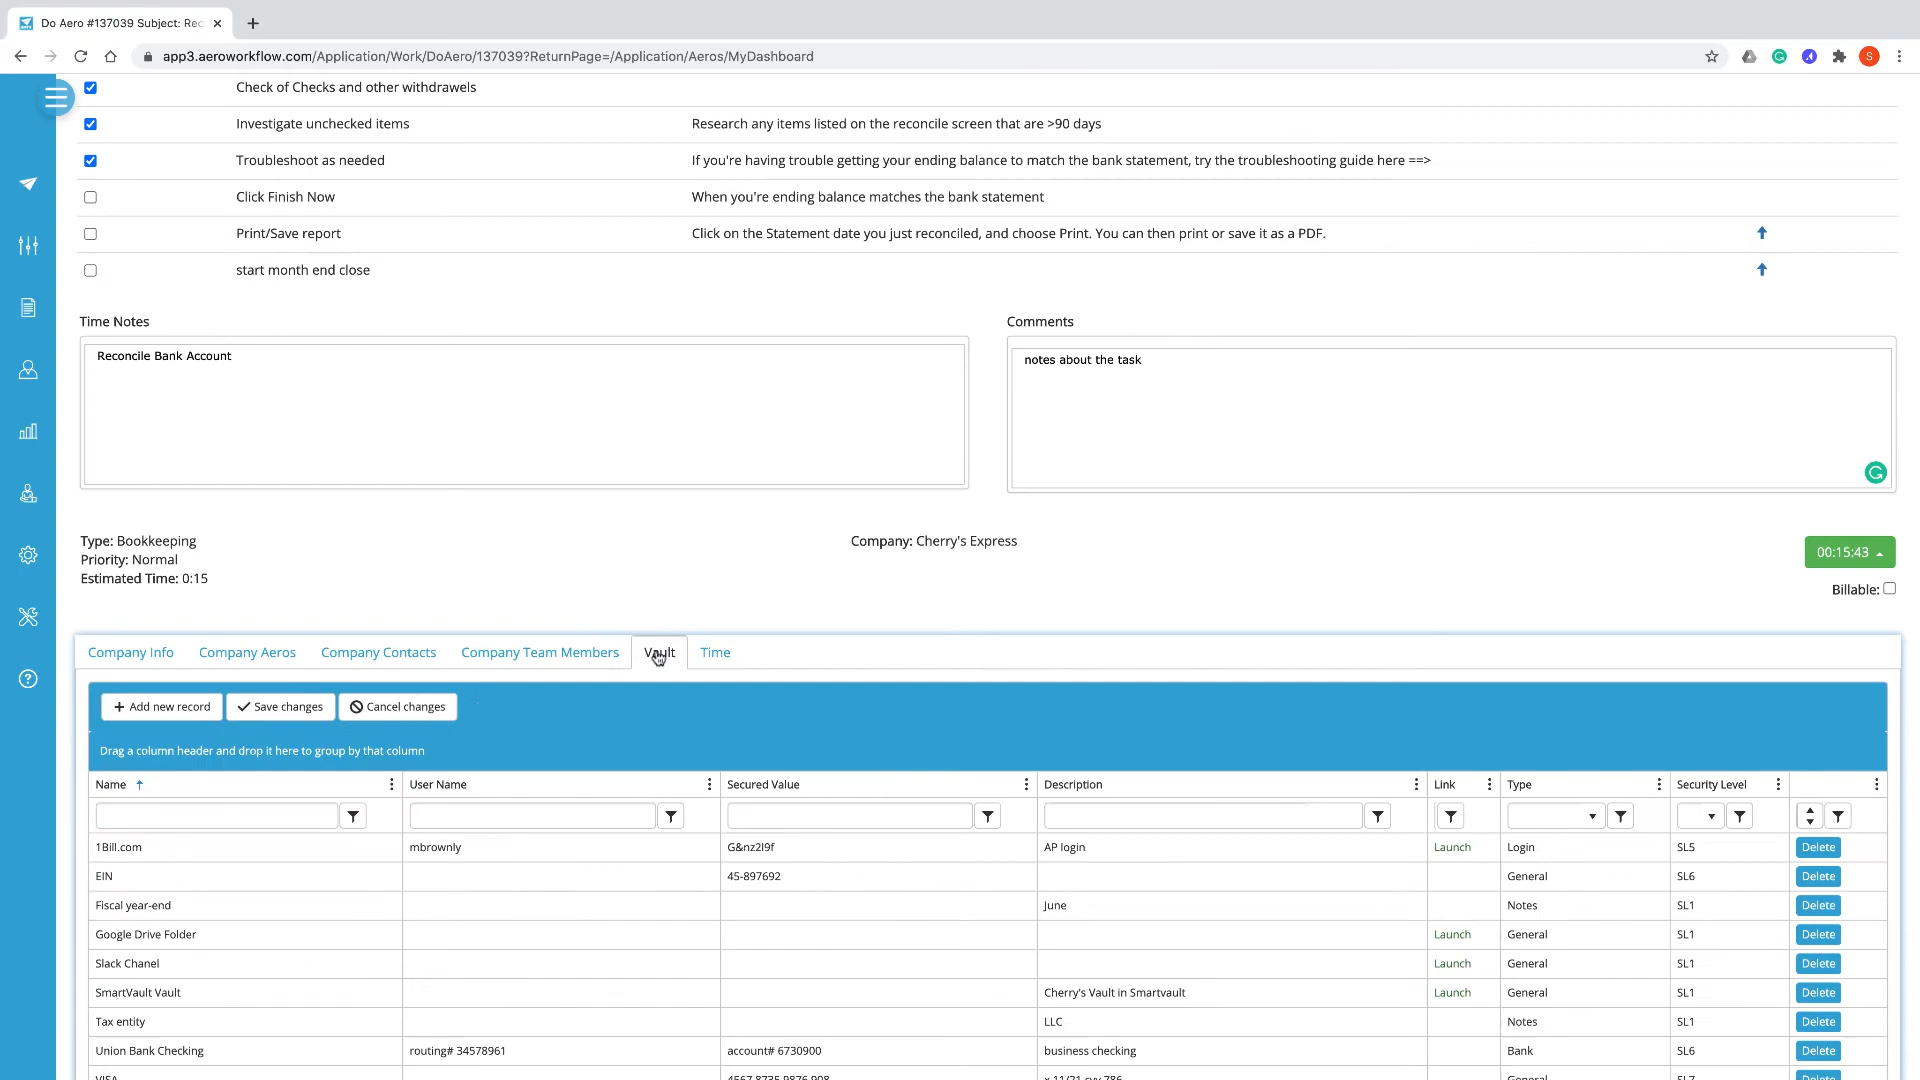 Do Aero #137039 Subject: Rec
app3.aeroworkflow.com/Application/Work/DoAero/137039?ReturnPage=/Application/Aeros/MyDashboard
S
Check of Checks and other withdrawels
Investigate unchecked items Research any items listed on the reconcile screen that are >90 days
Troubleshoot as needed If you're having trouble getting your ending balance to match the bank statement, try the troubleshooting guide here ==>
Click Finish Now When you're ending balance matches the bank statement
Print/Save report Click on the Statement date you just reconciled, and choose Print. You can then print or save it as a PDF.
start month end close
Time Notes Comments
Reconcile Bank Account notes about the task
Type: Bookkeeping Company: Cherry's Express
Priority: Normal 00:15:43
Estimated Time: 0:15
Billable:
Company Info Company Aeros Company Contacts Company Team Members Vault Time
Add new record Save changes Cancel changes
Drag a column header and drop it here to group by that column
Name User Name Secured Value Description Link Type Security Level
1Bill.com mbrownly G&nz2l9f AP login Launch Login SL5 Delete
EIN 45-897692 General SL6 Delete
Fiscal year-end June Notes SL1 Delete
Google Drive Folder Launch General SL1 Delete
Slack Chanel Launch General SL1 Delete
SmartVault Vault Cherry's Vault in Smartvault Launch General SL1 Delete
Tax entity LLC Notes SL1 Delete
Union Bank Checking routing# 34578961 account# 6730900 business checking Bank SL6 Delete
VISA 4567 8735 9876 908 x 11/21 cvv 786 General SL7 Delete